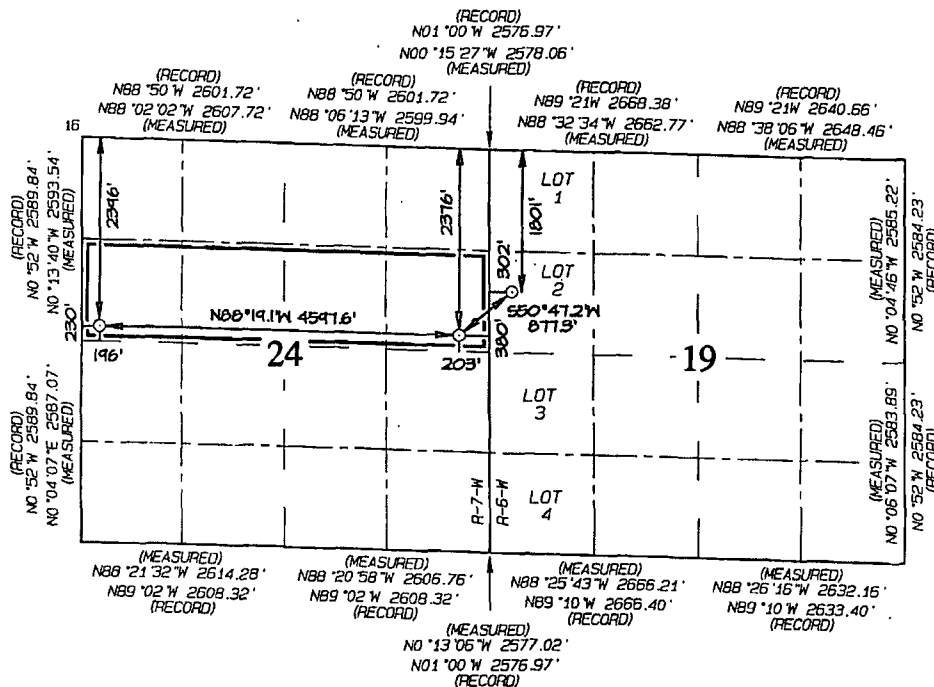 (RECORD)
N01°00'W 2576.97'
N00°15'27"W 2578.06'
(MEASURED)
(RECORD)
N88°50'W 2601.72'
N88°02'02"W 2607.72'
(MEASURED)
(RECORD)
N88°50'W 2601.72'
N88°06'13"W 2599.94'
(MEASURED)
(RECORD)
N89°21W 2668.38'
N88°32'34"W 2662.77'
(MEASURED)
(RECORD)
N89°21W 2640.66'
N88°38'06"W 2648.46'
(MEASURED)
16
(RECORD)
N0°52'W 2589.84'
N0°13'40"W 2593.54'
(MEASURED)
2396'
2376'
1801'
LOT
1
302'
LOT
2
(MEASURED)
N0°04'46"W 2585.22'
N0°52'W 2584.23'
(RECORD)
N88°19.1'W 4597.6'
S50°47.2'W
877.3'
230'
196'
24
203'
380'
19
LOT
3
(RECORD)
N0°52'W 2589.84'
N0°04'07"E 2587.07'
(MEASURED)
R-7-W
R-6-W
LOT
4
(MEASURED)
N0°06'07"W 2583.89'
N0°52'W 2584.23'
(RECORD)
(MEASURED)
N88°21'32"W 2614.28'
N89°02'W 2608.32'
(RECORD)
(MEASURED)
N88°20'58"W 2606.76'
N89°02'W 2608.32'
(RECORD)
(MEASURED)
N88°25'43"W 2666.21'
N89°10'W 2666.40'
(RECORD)
(MEASURED)
N88°26'16"W 2632.16'
N89°10'W 2633.40'
(RECORD)
(MEASURED)
N0°13'06"W 2577.02'
N01°00'W 2576.97'
(RECORD)